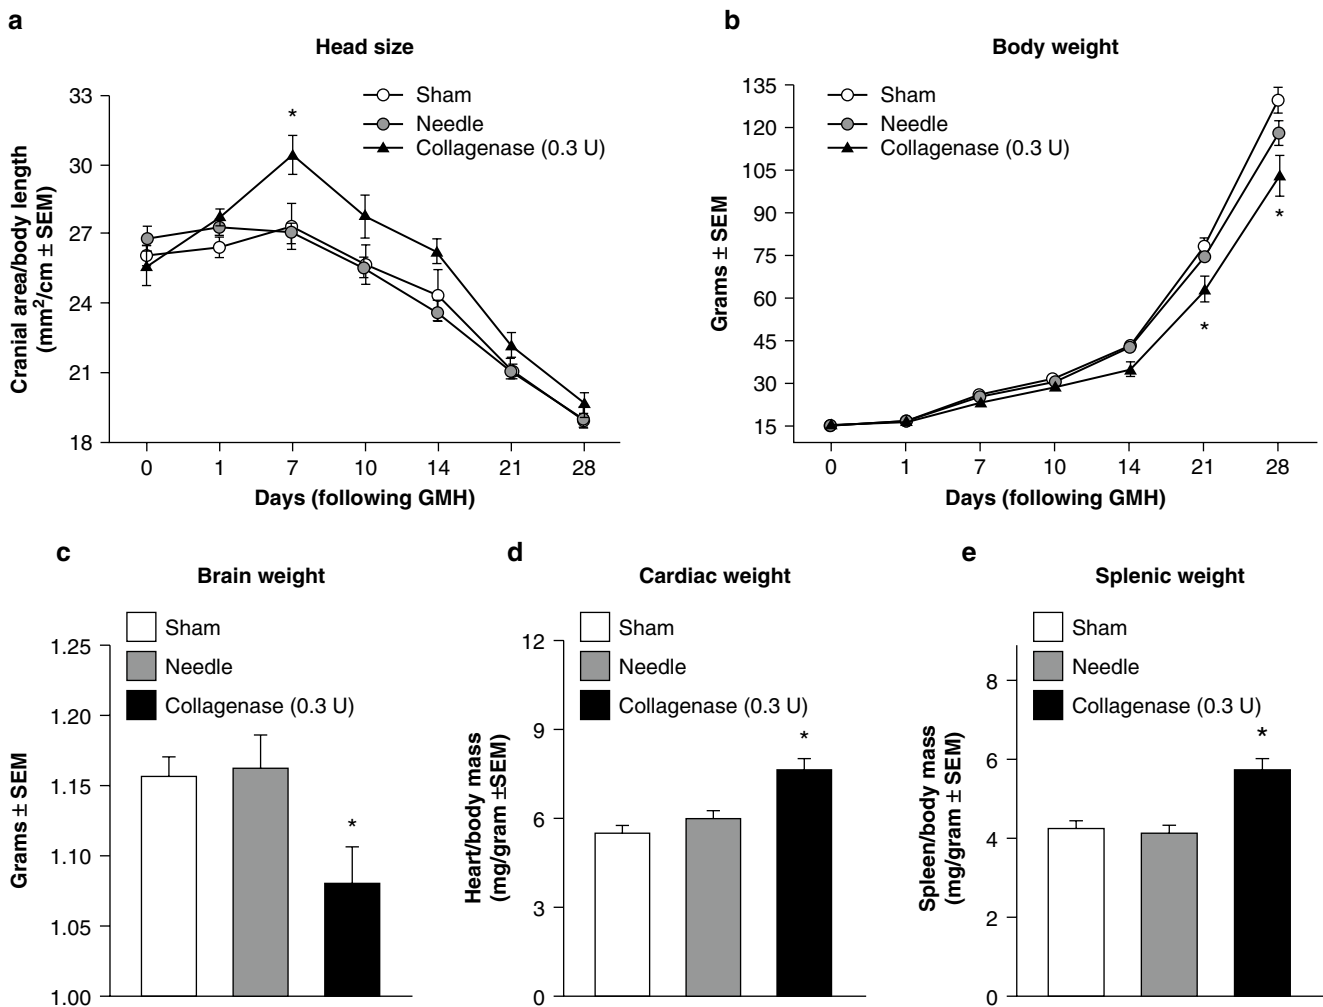 a
Head size
33
30
27
24
21
18
Cranial area/body length
(mm²/cm ± SEM)
Sham
Needle
Collagenase (0.3 U)
*
0 1 7 10 14 21 28
Days (following GMH)
b
Body weight
135
120
105
90
75
60
45
30
15
Grams ± SEM
Sham
Needle
Collagenase (0.3 U)
*
*
0 1 7 10 14 21 28
Days (following GMH)
c
Brain weight
Sham
Needle
Collagenase (0.3 U)
1.25
1.20
1.15
1.10
1.05
1.00
Grams ± SEM
*
d
Cardiac weight
Sham
Needle
Collagenase (0.3 U)
12
9
6
3
0
Heart/body mass
(mg/gram ±SEM)
*
e
Splenic weight
Sham
Needle
Collagenase (0.3 U)
8
6
4
2
0
Spleen/body mass
(mg/gram ± SEM)
*